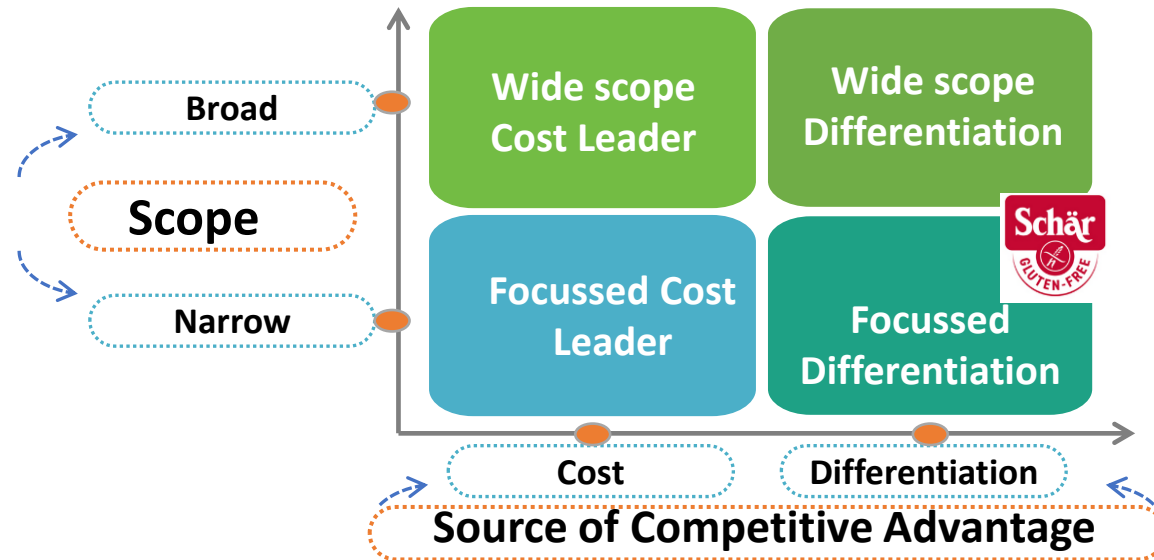 Broad
Scope
Narrow
Wide scope
Cost Leader
Wide scope
Differentiation
Schär
GLUTEN-FREE
Focussed Cost
Leader
Focussed
Differentiation
Cost
Differentiation
Source of Competitive Advantage